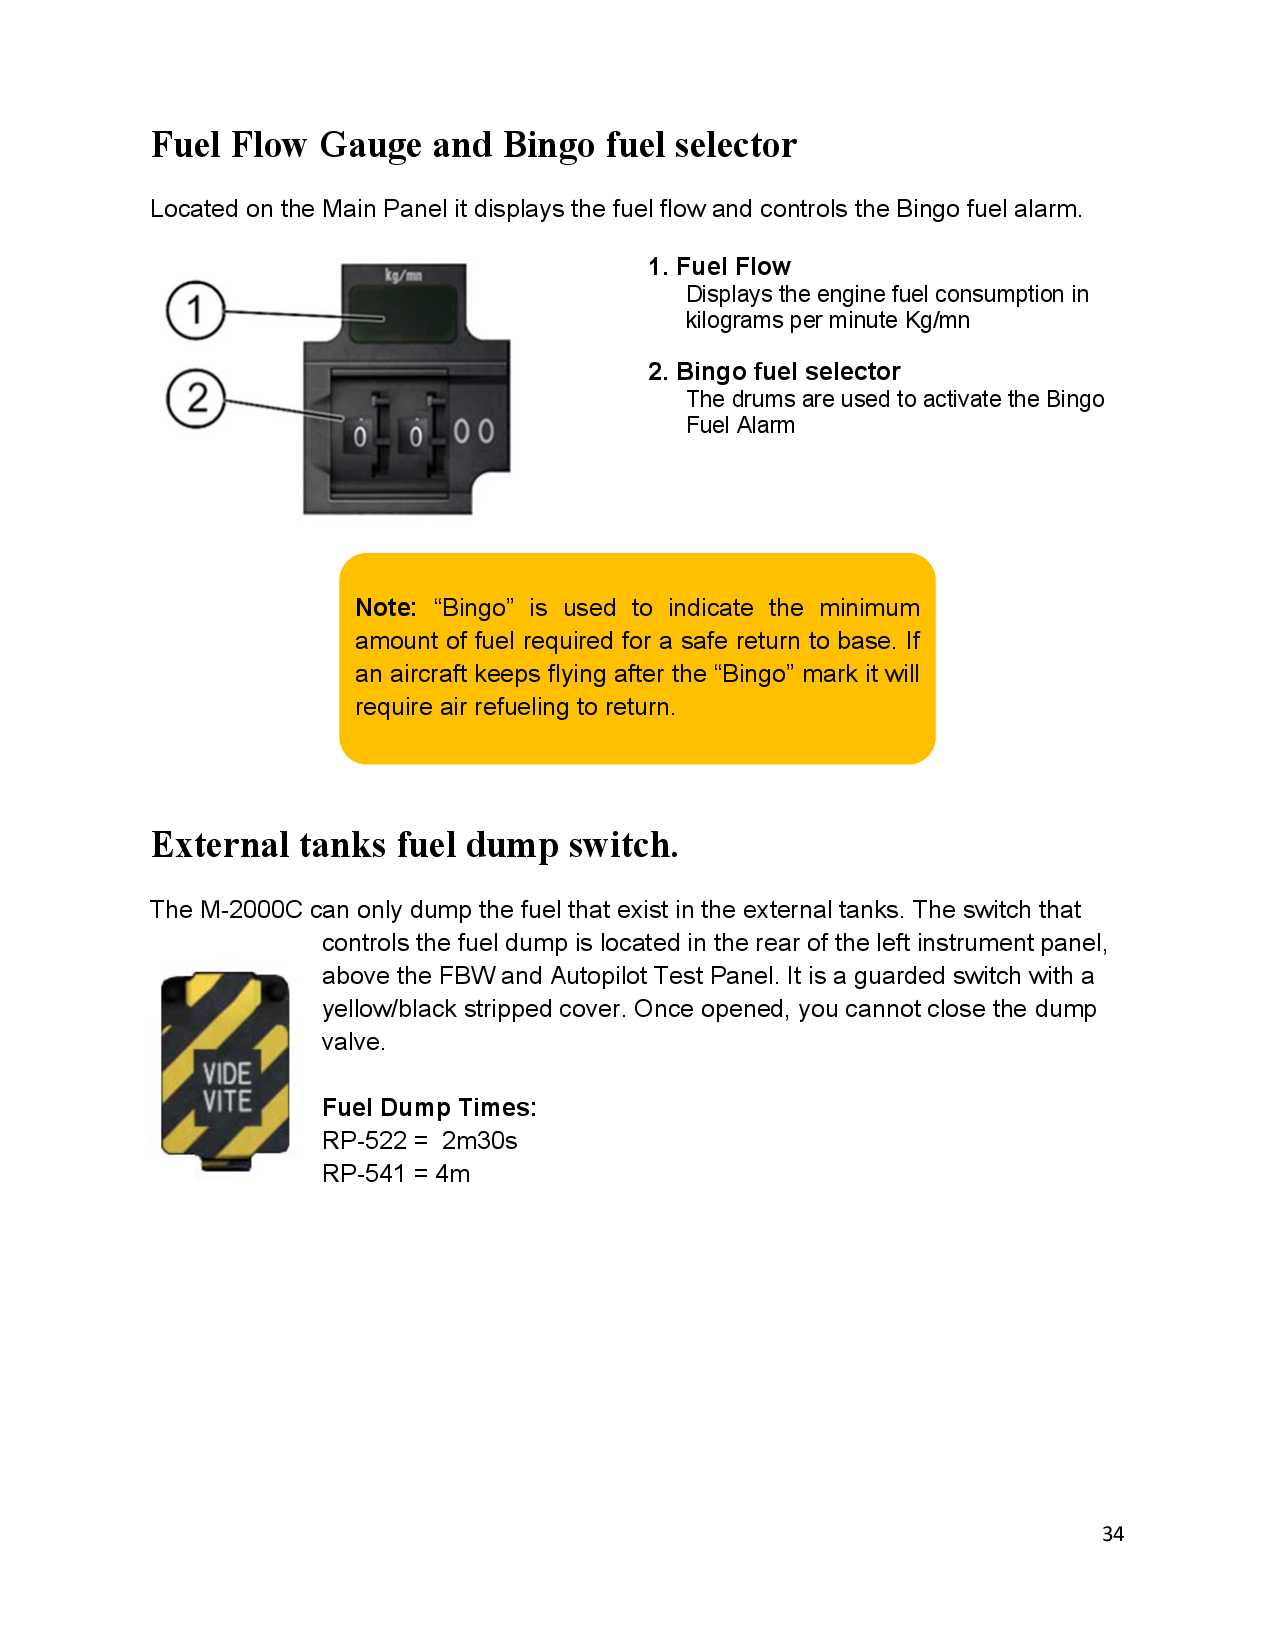 Fuel Flow Gauge and Bingo fuel selector
Located on the Main Panel it displays the fuel flow and controls the Bingo fuel alarm.
kg/mn
1
2
0 0 0 0
1. Fuel Flow
Displays the engine fuel consumption in
kilograms per minute Kg/mn
2. Bingo fuel selector
The drums are used to activate the Bingo
Fuel Alarm
Note: “Bingo” is used to indicate the minimum
amount of fuel required for a safe return to base. If
an aircraft keeps flying after the “Bingo” mark it will
require air refueling to return.
External tanks fuel dump switch.
The M-2000C can only dump the fuel that exist in the external tanks. The switch that
controls the fuel dump is located in the rear of the left instrument panel,
above the FBW and Autopilot Test Panel. It is a guarded switch with a
yellow/black stripped cover. Once opened, you cannot close the dump
valve.
VIDE
VITE
Fuel Dump Times:
RP-522 =  2m30s
RP-541 = 4m
34